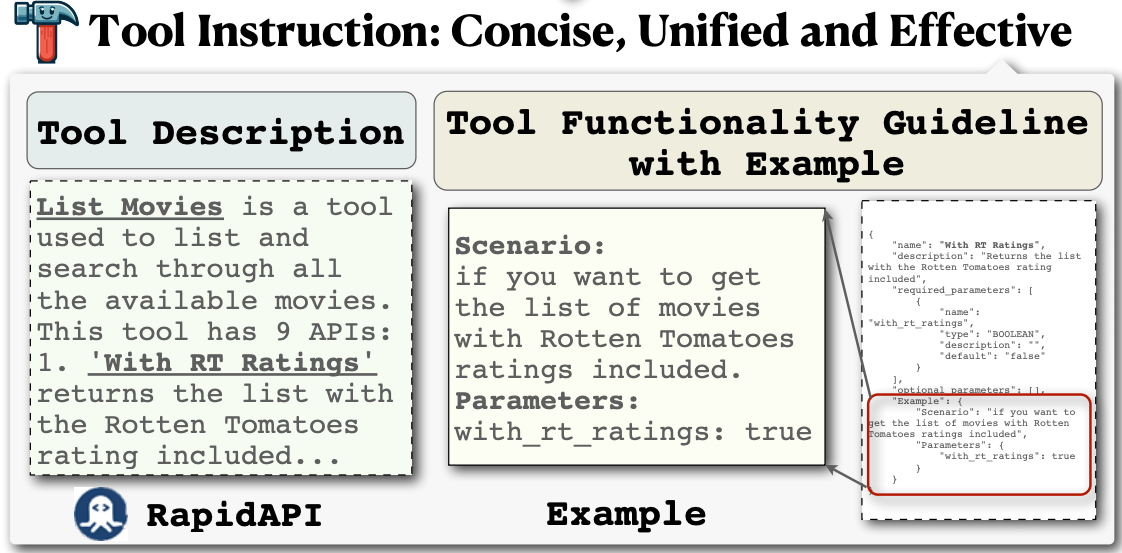 Tool Instruction: Concise, Unified and Effective
Tool Description
List Movies is a tool
used to list and
search through all
the available movies.
This tool has 9 APIs:
1. 'With RT Ratings'
returns the list with
the Rotten Tomatoes
rating included...
RapidAPI
Tool Functionality Guideline
with Example
Scenario:
if you want to get
the list of movies
with Rotten Tomatoes
ratings included.
Parameters:
with_rt_ratings: true
Example
{
"name": "With RT Ratings",
"description": "Returns the list
with the Rotten Tomatoes rating
included",
"required_parameters": [
{
"name":
"with_rt_ratings",
"type": "BOOLEAN",
"description": "",
"default": "false"
}
],
"optional_parameters": [],
"Example": {
"Scenario": "if you want to
get the list of movies with Rotten
Tomatoes ratings included",
"Parameters": {
"with_rt_ratings": true
}
}
}